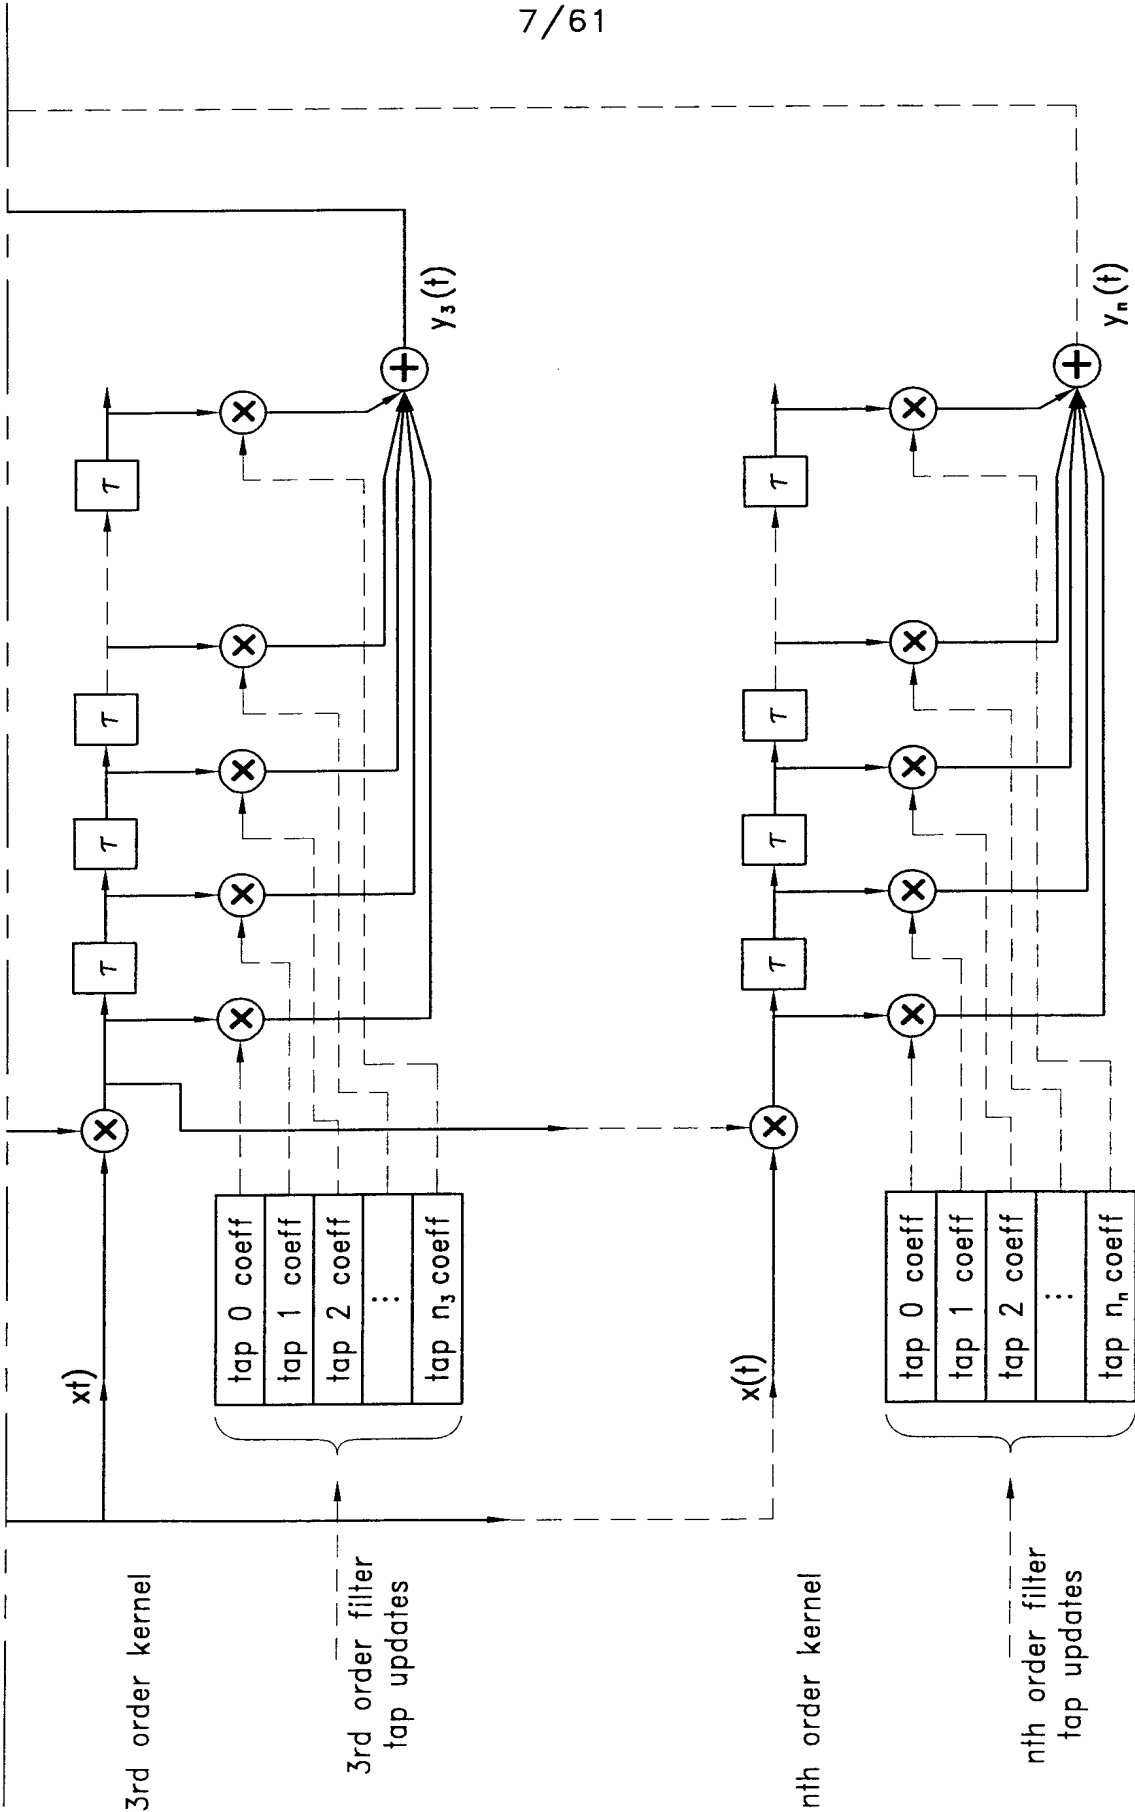 7/61
3rd order kernel
xt)
τ
τ
τ
τ
y₃(t)
3rd order filter
tap updates
tap 0 coeff
tap 1 coeff
tap 2 coeff
⋮
tap n₃ coeff
nth order kernel
x(t)
τ
τ
τ
τ
yₙ(t)
nth order filter
tap updates
tap 0 coeff
tap 1 coeff
tap 2 coeff
⋮
tap nₙ coeff